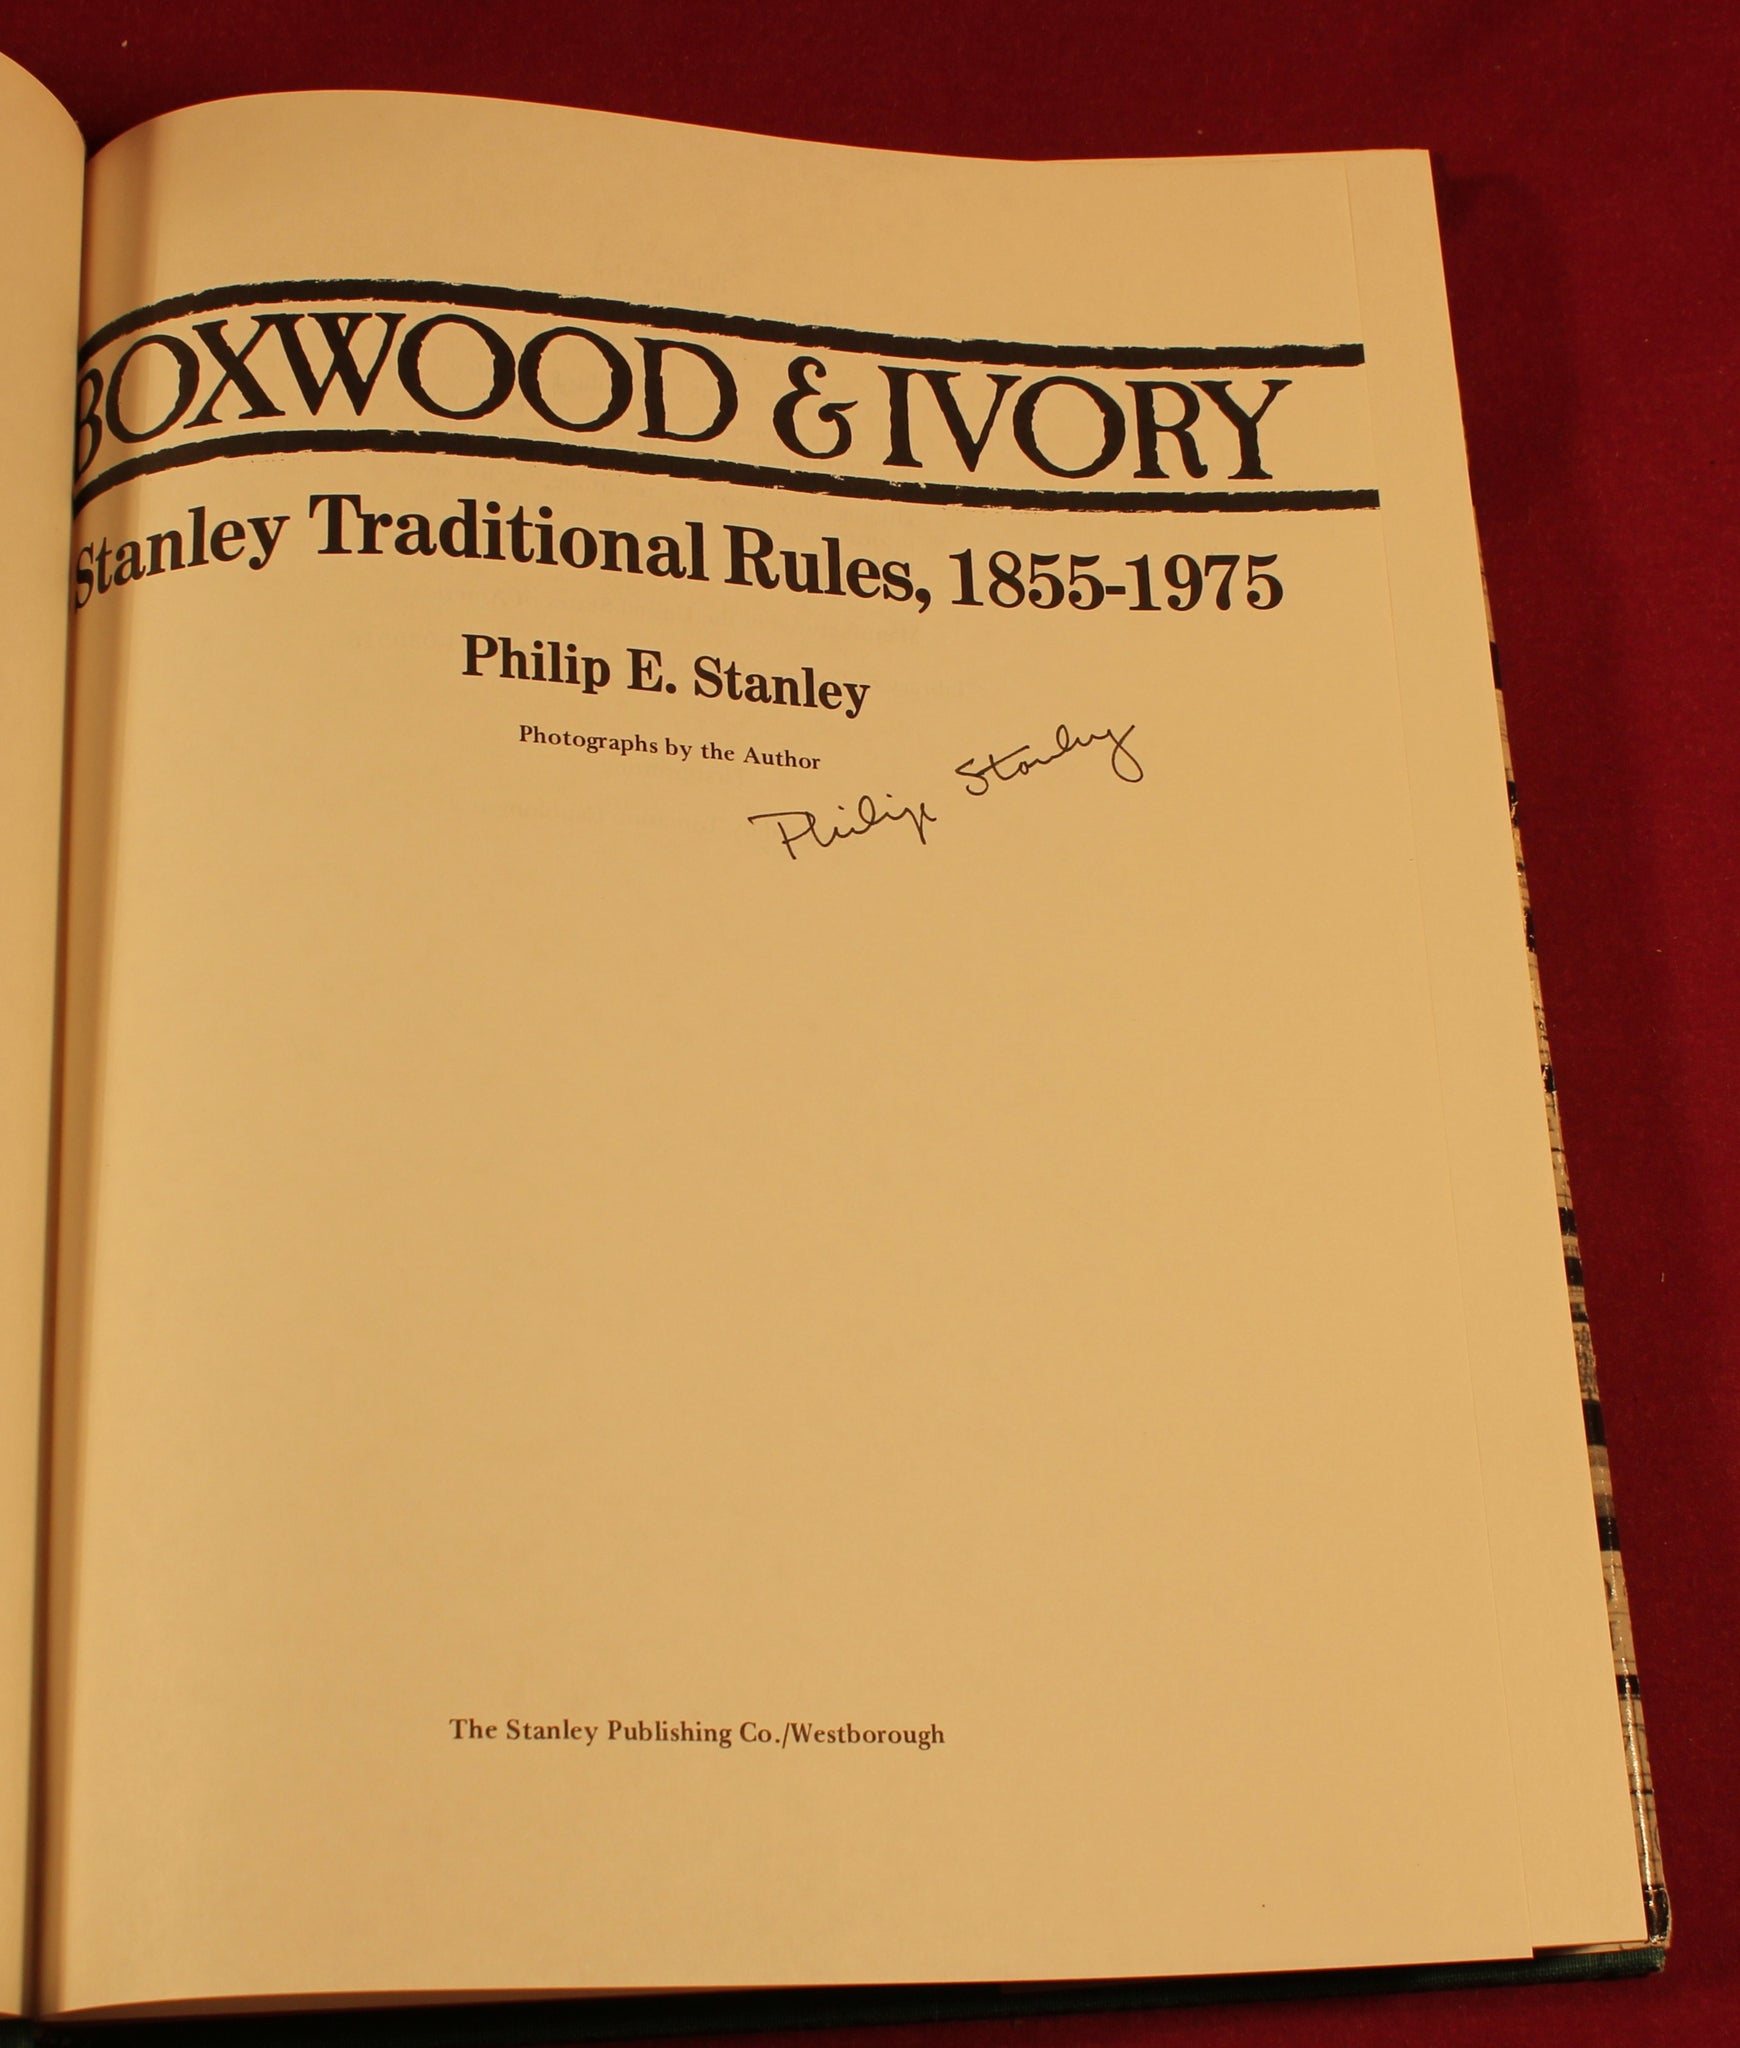 BOXWOOD & IVORY
Stanley Traditional Rules, 1855-1975
Philip E. Stanley
Photographs by the Author
Philip Stanley
The Stanley Publishing Co./Westborough